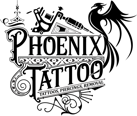 PHOENIX
TATTOO
TATTOOS, PIERCINGS, REMOVAL